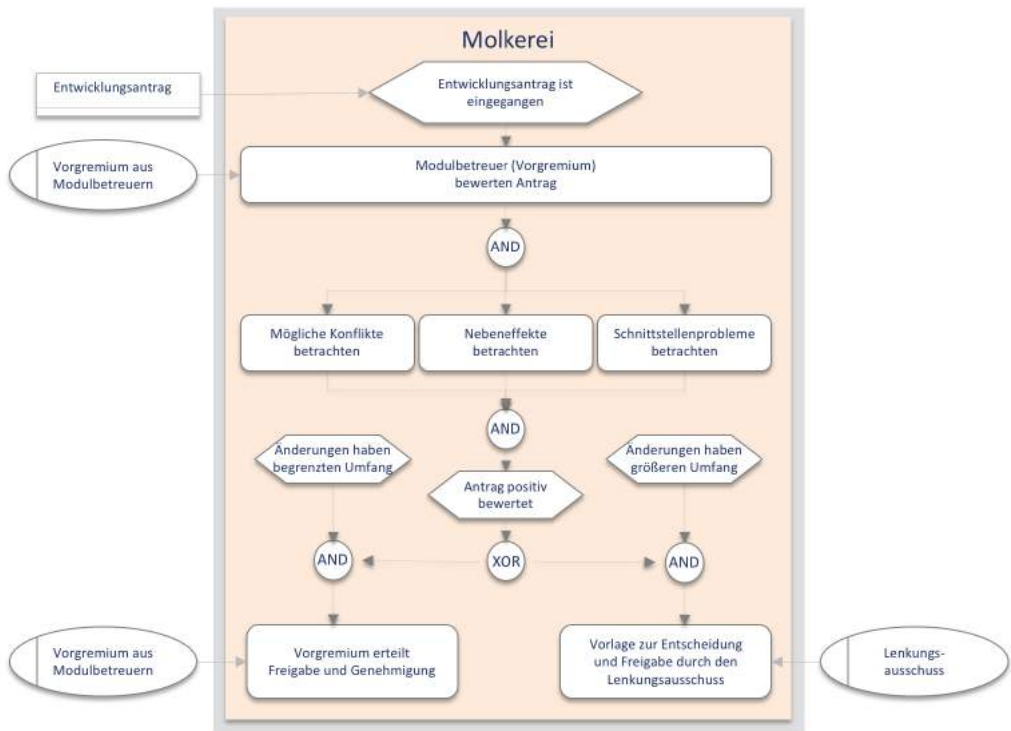 Molkerei
Entwicklungsantrag
Entwicklungsantrag ist
eingegangen
Vorgremium aus
Modulbetreuern
Modulbetreuer (Vorgremium)
bewerten Antrag
AND
Mögliche Konflikte
betrachten
Nebeneffekte
betrachten
Schnittstellenprobleme
betrachten
AND
Änderungen haben
begrenzten Umfang
Antrag positiv
bewertet
Änderungen haben
größeren Umfang
AND
XOR
AND
Vorgremium aus
Modulbetreuern
Vorgremium erteilt
Freigabe und Genehmigung
Vorlage zur Entscheidung
und Freigabe durch den
Lenkungsausschuss
Lenkungs-
ausschuss